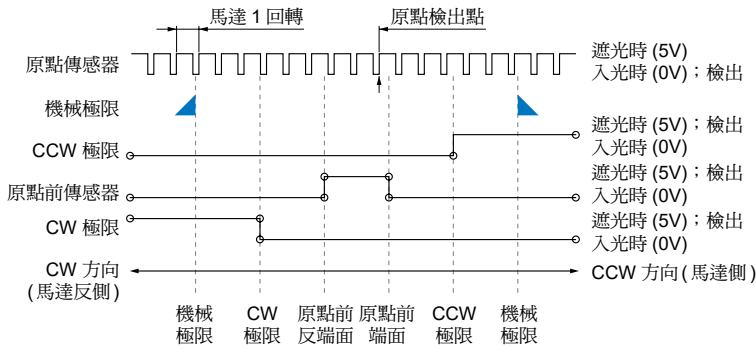 馬達 1 回轉
原點檢出點
原點傳感器
遮光時 (5V)
入光時 (0V)；檢出
機械極限
CCW 極限
遮光時 (5V)；檢出
入光時 (0V)
原點前傳感器
遮光時 (5V)；檢出
入光時 (0V)
CW 極限
遮光時 (5V)；檢出
入光時 (0V)
CW 方向
(馬達反側)
CCW 方向 (馬達側)
機械
極限
CW
極限
原點前
反端面
原點前
端面
CCW
極限
機械
極限